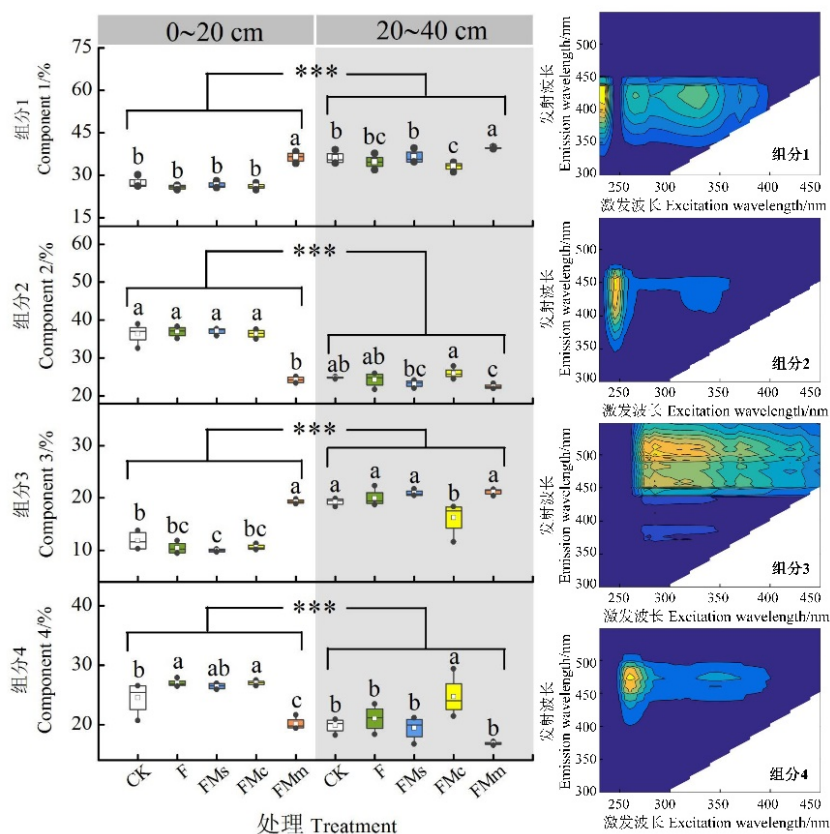 0~20 cm
20~40 cm
组分1
Component 1/%
75
60
45
30
15
***
b
b
b
b
a
b
bc
b
c
a
组分2
Component 2/%
60
50
40
30
20
***
a
a
a
a
b
ab
ab
bc
a
c
组分3
Component 3/%
30
20
10
***
b
bc
c
bc
a
a
a
a
b
a
组分4
Component 4/%
40
30
20
***
b
a
ab
a
c
b
b
b
a
b
CK
F
FMs
FMc
FMm
CK
F
FMs
FMc
FMm
处理 Treatment
发射波长
Emission wavelength/nm
550
500
450
400
350
300
组分1
250
300
350
400
450
激发波长 Excitation wavelength/nm
发射波长
Emission wavelength/nm
550
500
450
400
350
300
组分2
250
300
350
400
450
激发波长 Excitation wavelength/nm
发射波长
Emission wavelength/nm
500
450
400
350
300
组分3
250
300
350
400
450
激发波长 Excitation wavelength/nm
发射波长
Emission wavelength/nm
550
500
450
400
350
300
组分4
250
300
350
400
450
激发波长 Excitation wavelength/nm